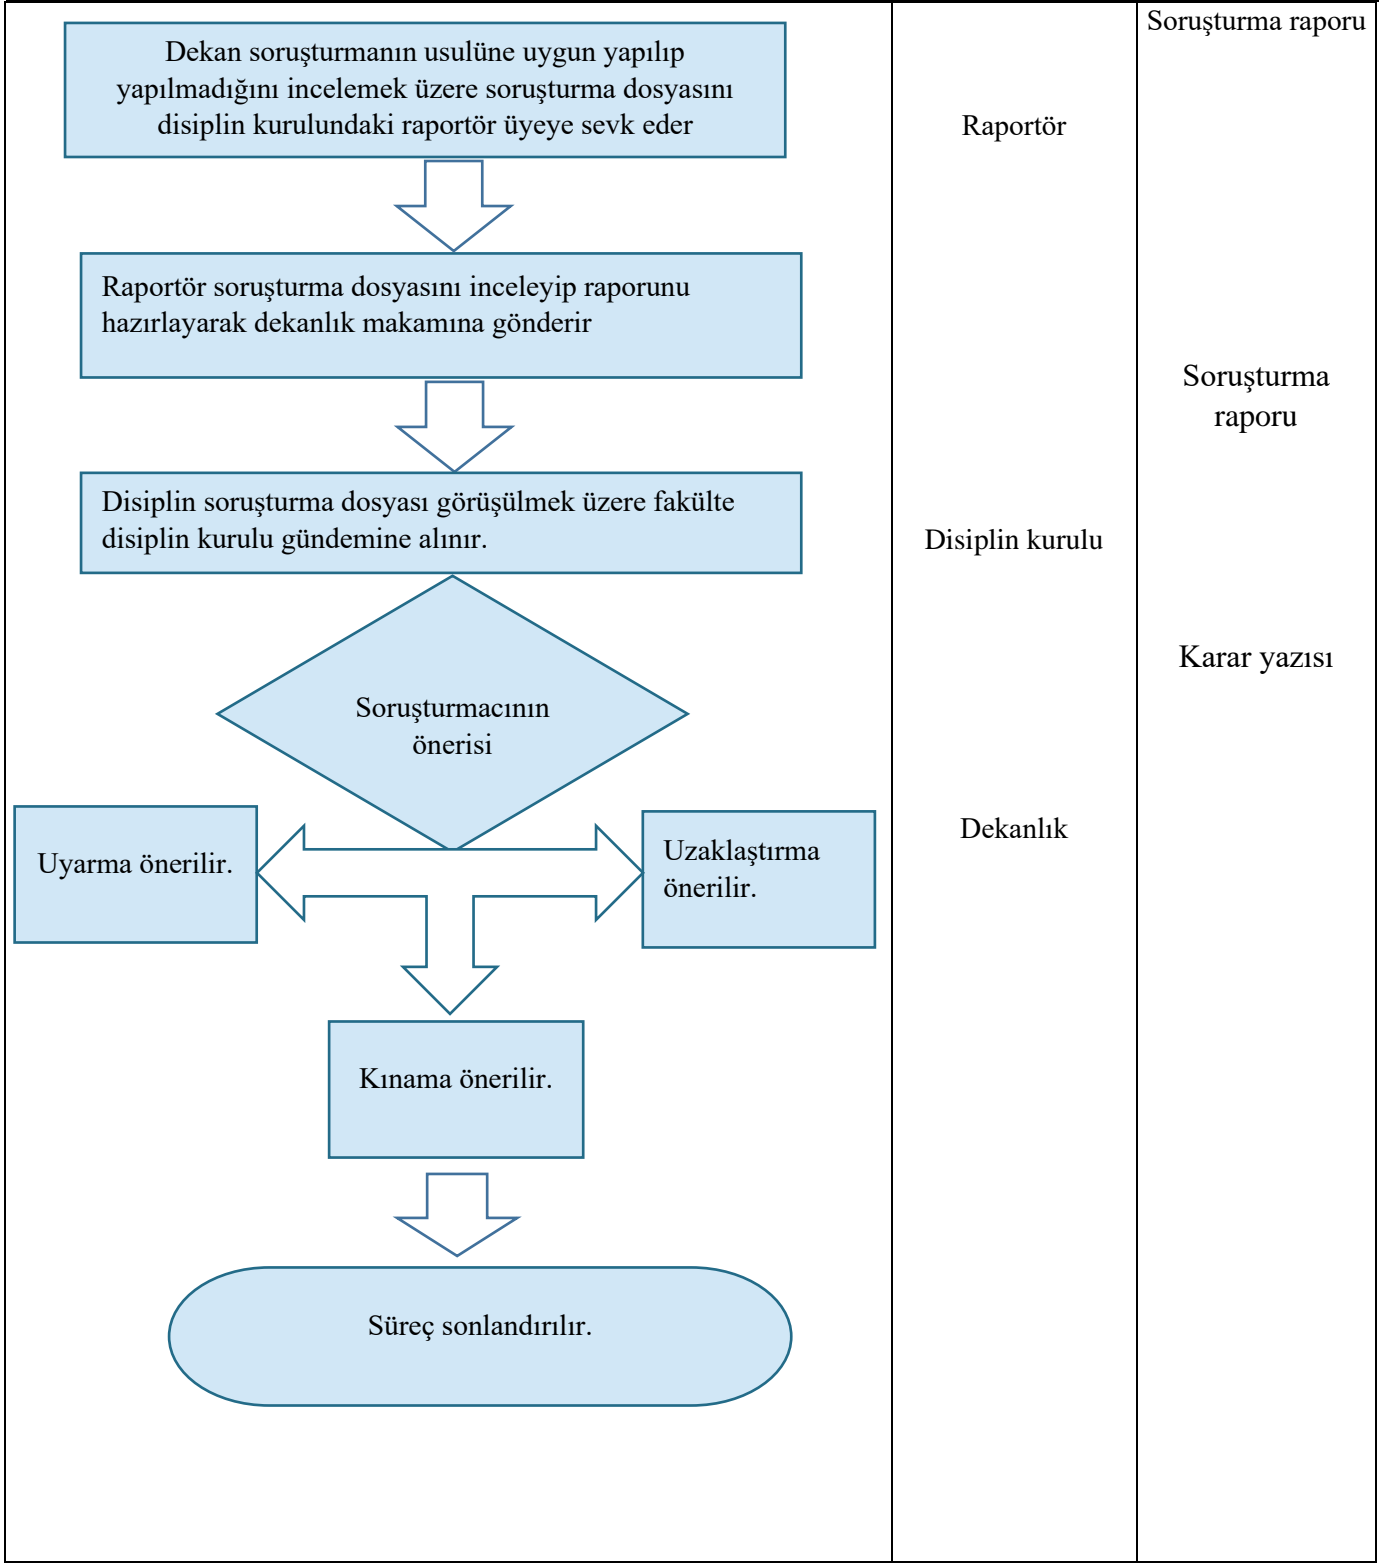 Soruşturma raporu
Dekan soruşturmanın usulüne uygun yapılıp
yapılmadığını incelemek üzere soruşturma dosyasını
disiplin kurulundaki raportör üyeye sevk eder
Raportör
Raportör soruşturma dosyasını inceleyip raporunu
hazırlayarak dekanlık makamına gönderir
Soruşturma
raporu
Disiplin soruşturma dosyası görüşülmek üzere fakülte
disiplin kurulu gündemine alınır.
Disiplin kurulu
Karar yazısı
Soruşturmacının
önerisi
Dekanlık
Uyarma önerilir.
Uzaklaştırma
önerilir.
Kınama önerilir.
Süreç sonlandırılır.